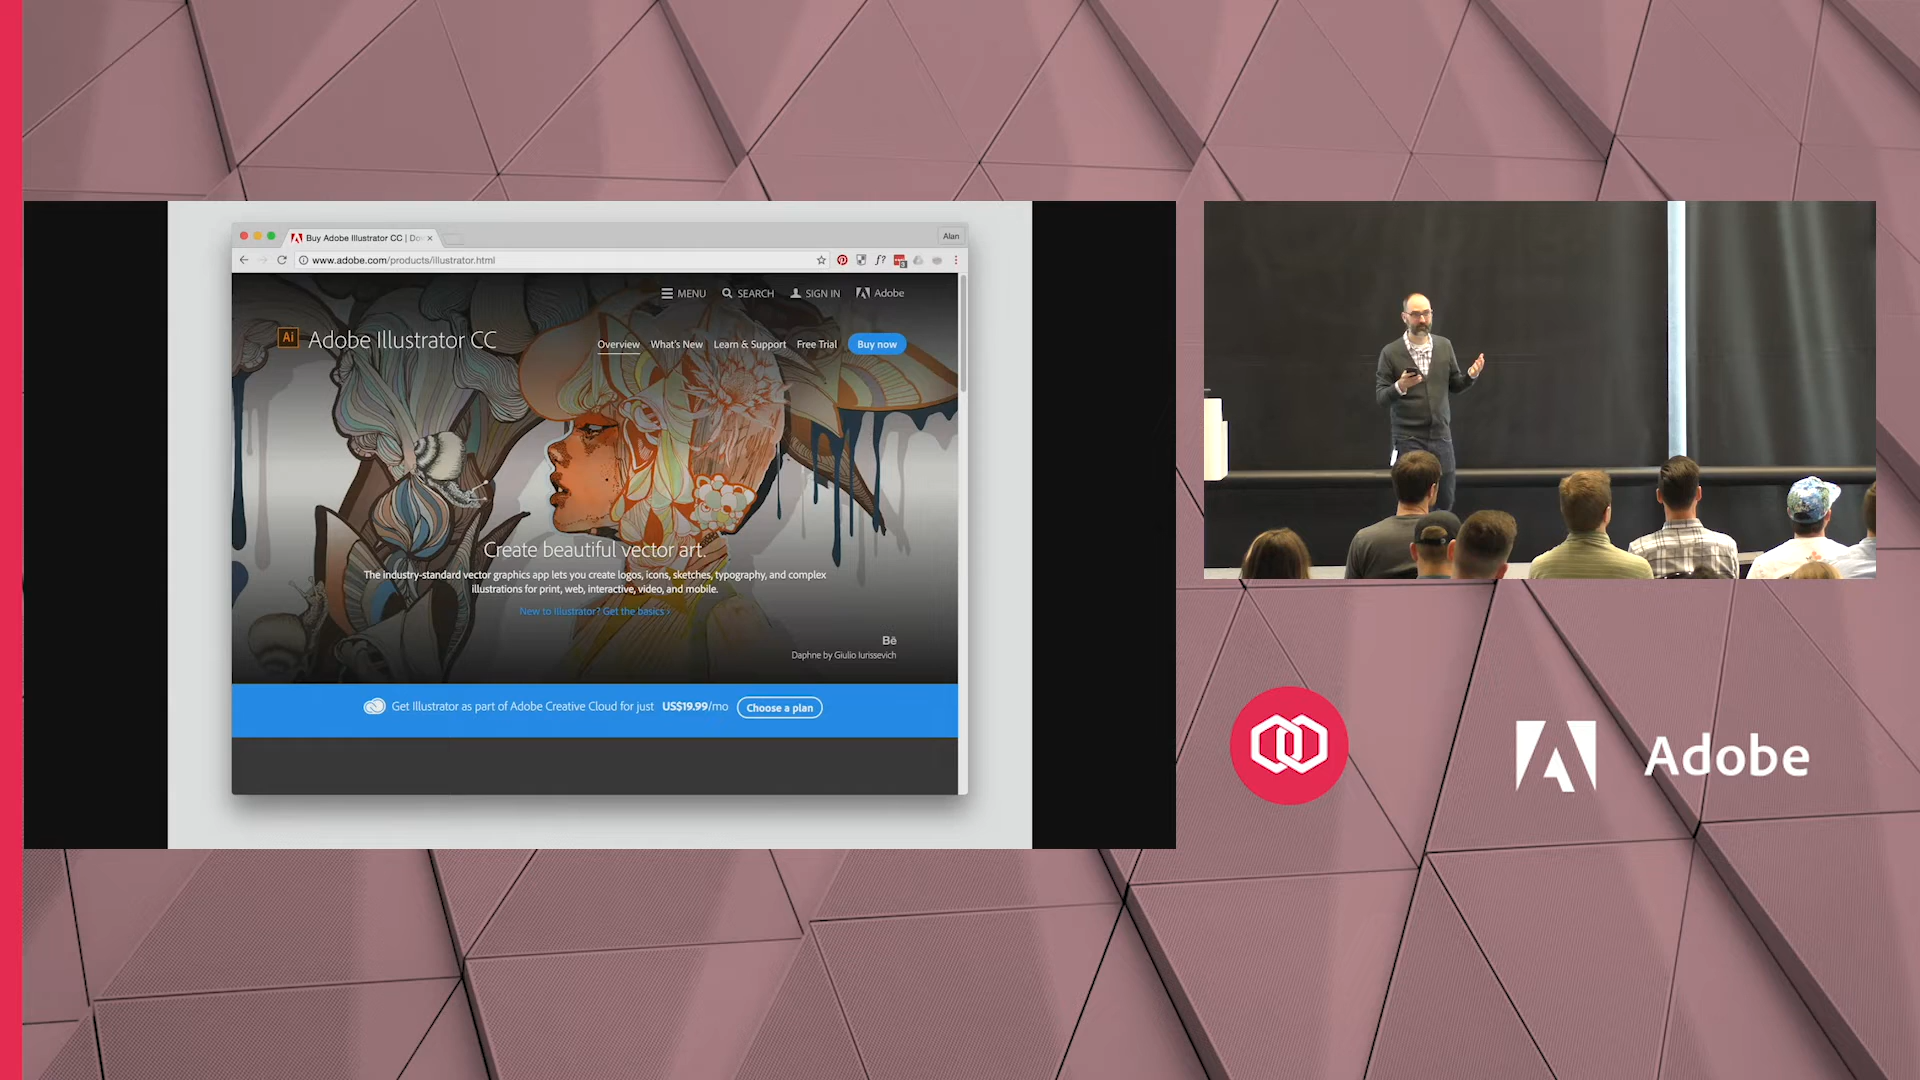 Buy Adobe Illustrator CC | Do
Alan
www.adobe.com/products/illustrator.html
f?
MENU SEARCH SIGN IN Adobe
Ai Adobe Illustrator CC
Overview What's New Learn & Support Free Trial Buy now
Create beautiful vector art.
The industry-standard vector graphics app lets you create logos, icons, sketches, typography, and complex
illustrations for print, web, interactive, video, and mobile.
New to Illustrator? Get the basics ›
Bē
Daphne by Giulio Iurissevich
Get Illustrator as part of Adobe Creative Cloud for just US$19.99/mo Choose a plan
Adobe